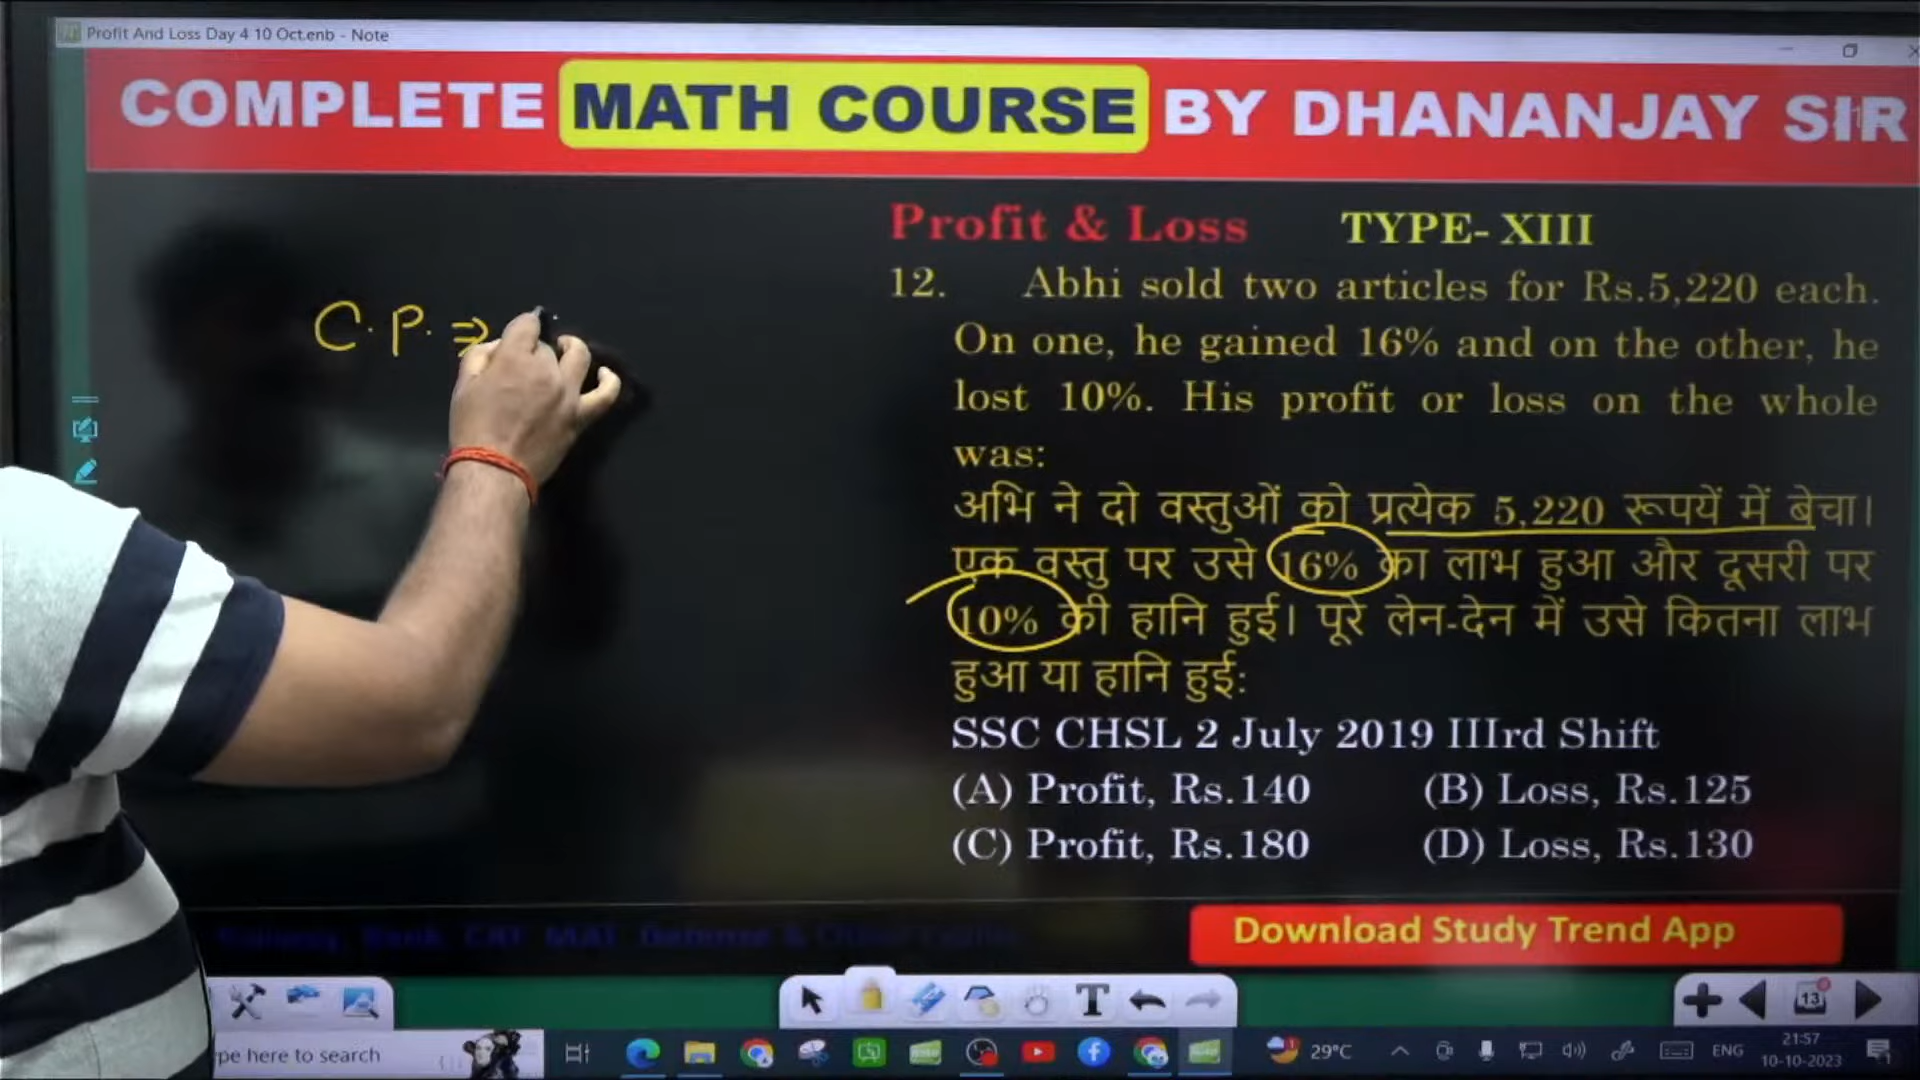 Profit And Loss Day 4 10 Oct.enb - Note
COMPLETE MATH COURSE BY DHANANJAY SIR
Profit & Loss TYPE- XIII
12. Abhi sold two articles for Rs.5,220 each.
On one, he gained 16% and on the other, he
lost 10%. His profit or loss on the whole
was:
अभि ने दो वस्तुओं को प्रत्येक 5,220 रूपयें में बेचा।
एक वस्तु पर उसे 16% का लाभ हुआ और दूसरी पर
10% की हानि हुई। पूरे लेन-देन में उसे कितना लाभ
हुआ या हानि हुई:
SSC CHSL 2 July 2019 IIIrd Shift
(A) Profit, Rs.140 (B) Loss, Rs.125
(C) Profit, Rs.180 (D) Loss, Rs.130
C.P. ⇒
Download Study Trend App
T
13
pe here to search
29°C
ENG
21:57
10-10-2023